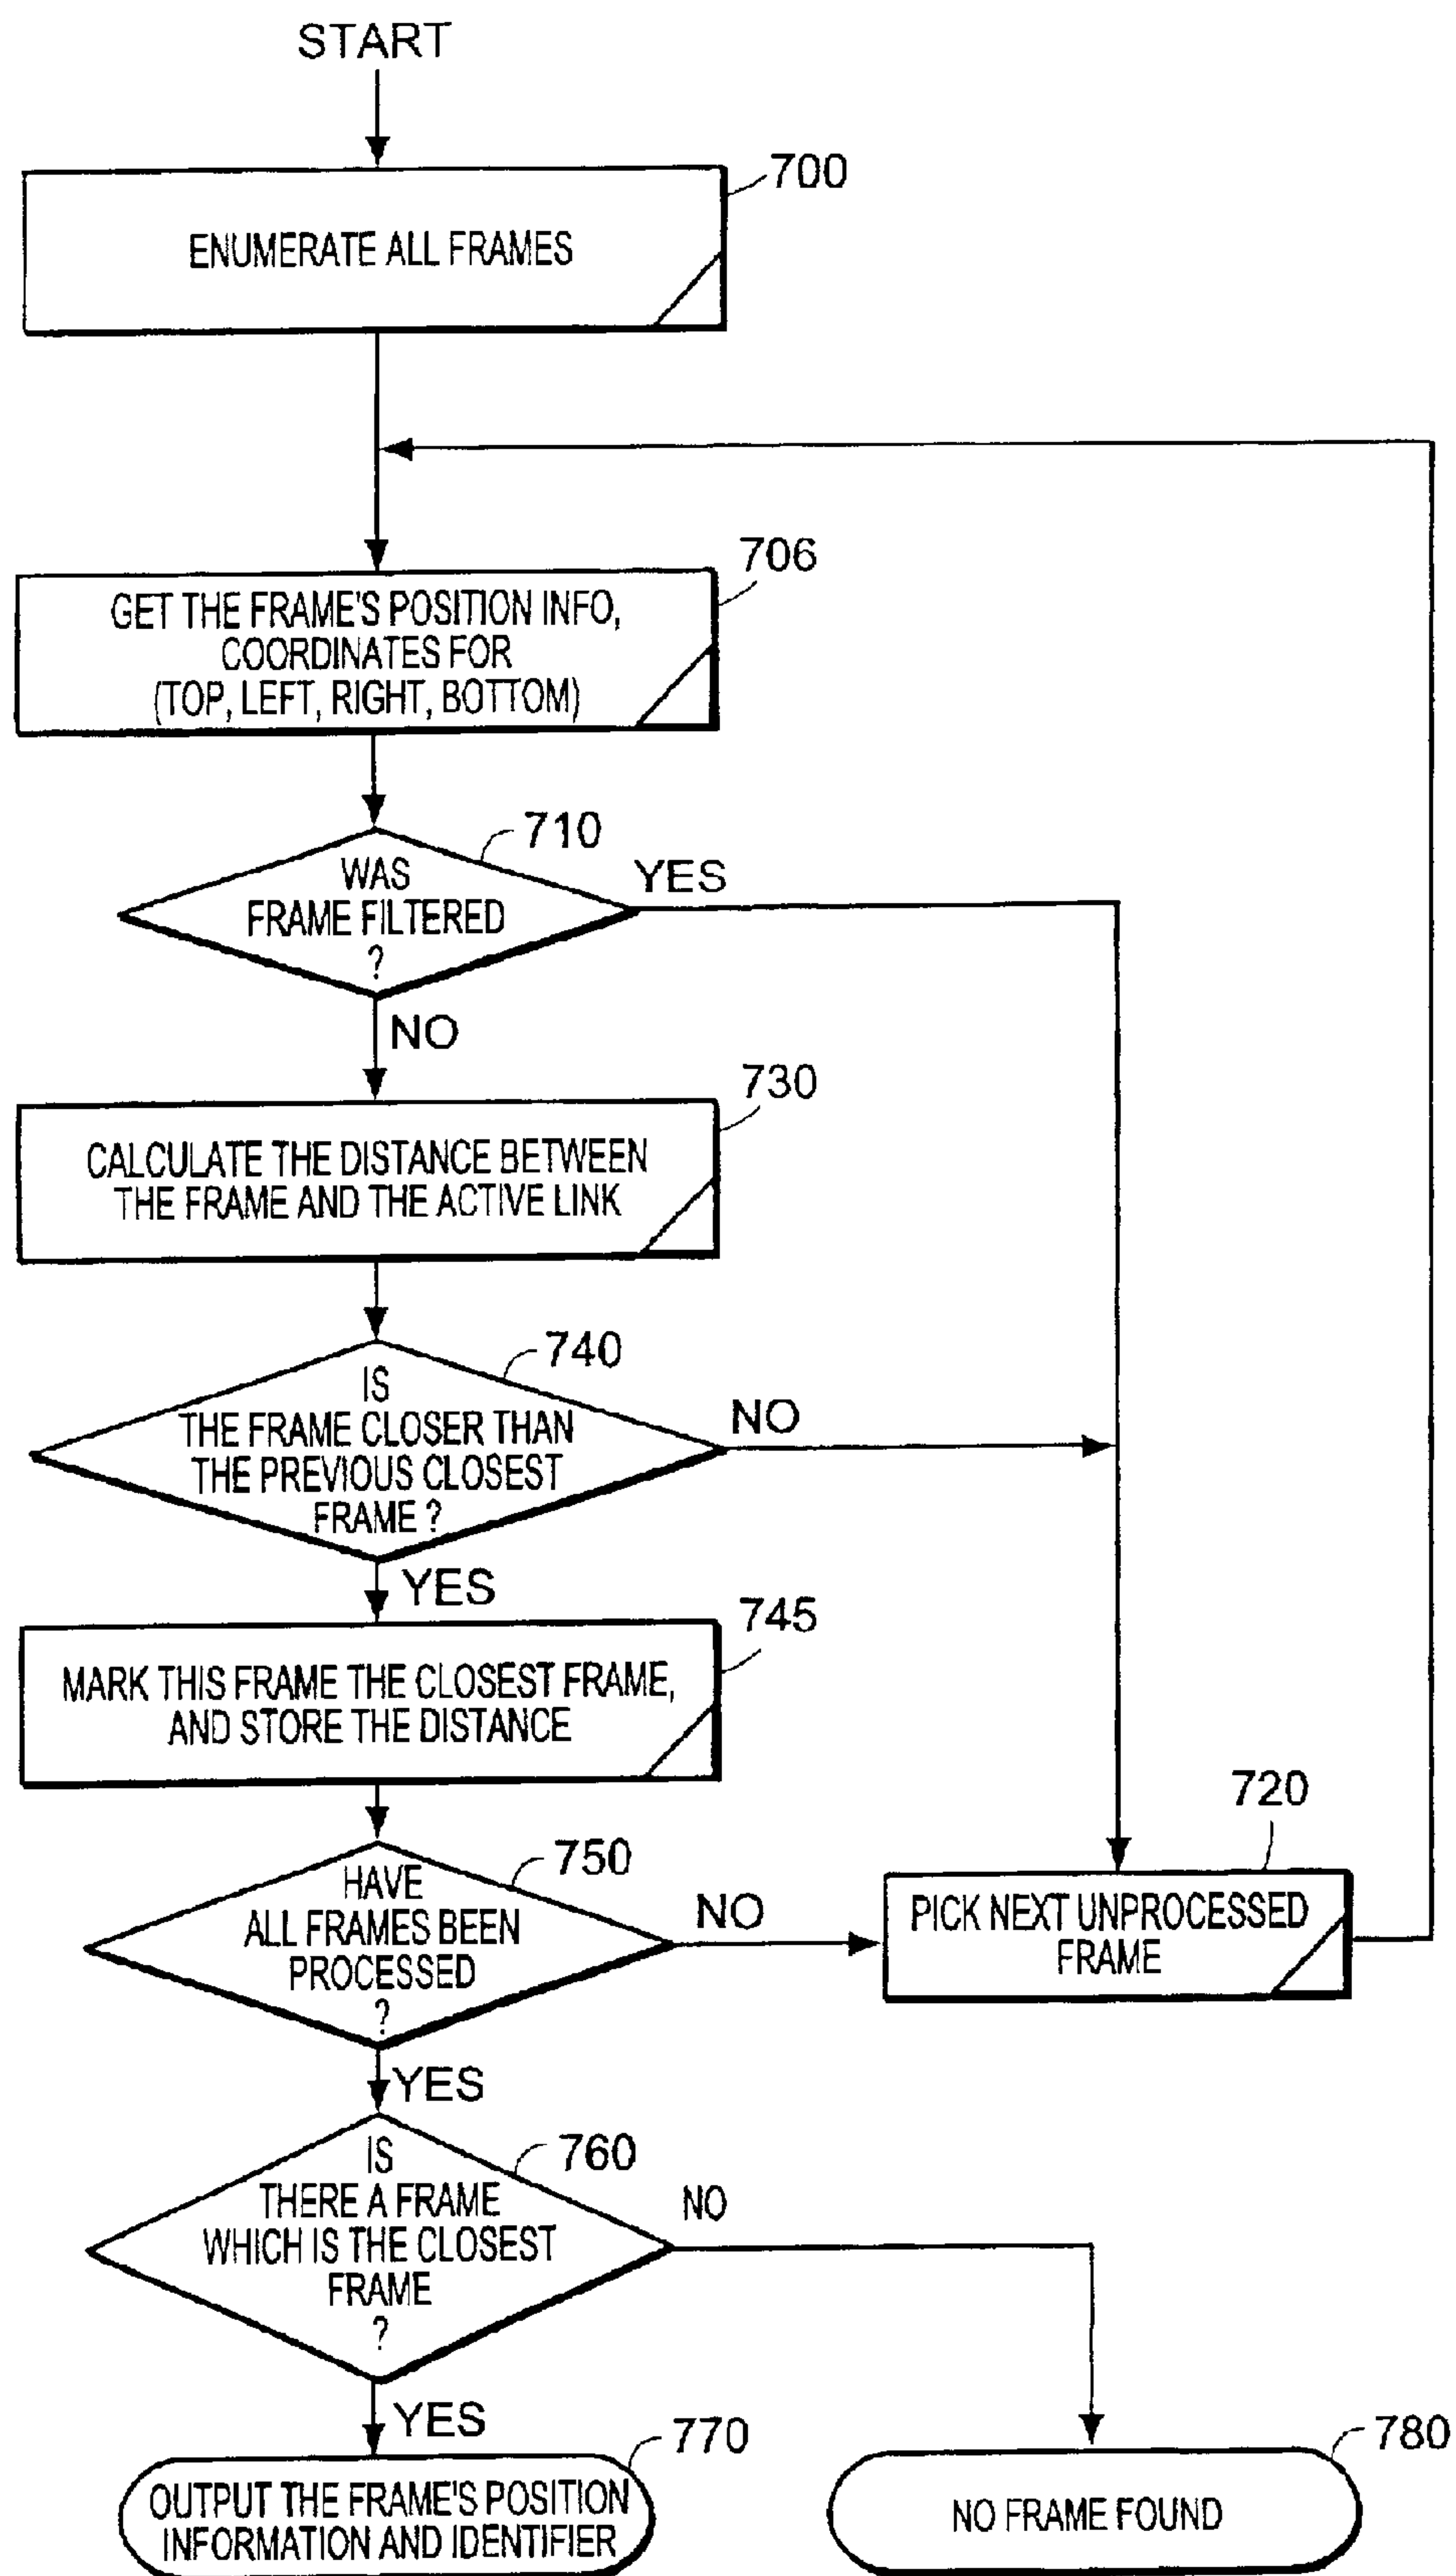 START
700
ENUMERATE ALL FRAMES
706
GET THE FRAME'S POSITION INFO,
COORDINATES FOR
(TOP, LEFT, RIGHT, BOTTOM)
710
WAS
FRAME FILTERED
?
YES
NO
730
CALCULATE THE DISTANCE BETWEEN
THE FRAME AND THE ACTIVE LINK
740
IS
THE FRAME CLOSER THAN
THE PREVIOUS CLOSEST
FRAME ?
NO
YES
745
MARK THIS FRAME THE CLOSEST FRAME,
AND STORE THE DISTANCE
750
HAVE
ALL FRAMES BEEN
PROCESSED
?
NO
720
PICK NEXT UNPROCESSED
FRAME
YES
760
IS
THERE A FRAME
WHICH IS THE CLOSEST
FRAME
?
NO
YES
770
OUTPUT THE FRAME'S POSITION
INFORMATION AND IDENTIFIER
780
NO FRAME FOUND